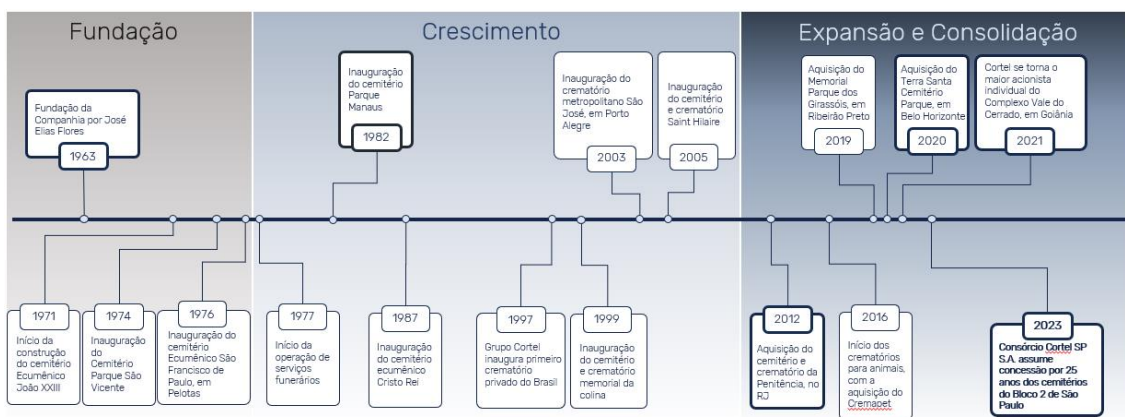 Fundação
Crescimento
Expansão e Consolidação
Fundação da
Companhia por José
Elias Flores
1963
Inauguração
do cemitério
Parque
Manaus
1982
Inauguração do
crematório
metropolitano São
José, em Porto
Alegre
2003
Inauguração
do cemitério
e crematório
Saint Hilaire
2005
Aquisição do
Memorial
Parque dos
Girassóis, em
Ribeirão Preto
2019
Aquisição do
Terra Santa
Cemitério
Parque, em
Belo Horizonte
2020
Cortel se torna o
maior acionista
individual do
Complexo Vale do
Cerrado, em Goiânia
2021
1971
Início da
construção
do cemitério
Ecumênico
João XXIII
1974
Inauguração
do
Cemitério
Parque São
Vicente
1976
Inauguração do
cemitério
Ecumênico São
Francisco de
Paulo, em
Pelotas
1977
Início da
operação de
serviços
funerários
1987
Inauguração
do cemitério
ecumênico
Cristo Rei
1997
Grupo Cortel
inaugura primeiro
crematório
privado do Brasil
1999
Inauguração
do cemitério e
crematório
memorial da
colina
2012
Aquisição do
cemitério e
crematório da
Penitência, no
RJ
2016
Início dos
crematórios
para animais,
com a
aquisição do
Cremapet
2023
Consórcio Cortel SP
S.A. assume
concessão por 25
anos dos cemitérios
do Bloco 2 de São
Paulo